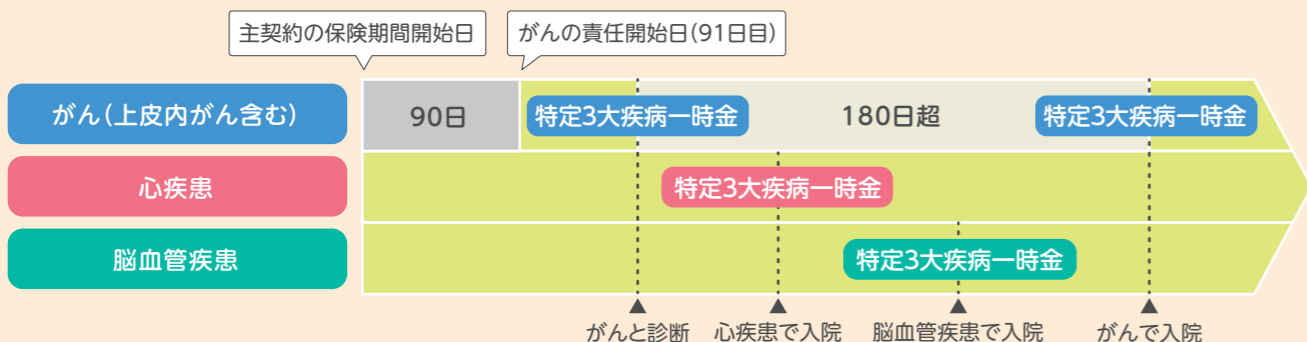 主契約の保険期間開始日
がんの責任開始日(91日目)
がん(上皮内がん含む)
90日
特定3大疾病一時金
180日超
特定3大疾病一時金
心疾患
特定3大疾病一時金
脳血管疾患
特定3大疾病一時金
がんと診断
心疾患で入院
脳血管疾患で入院
がんで入院